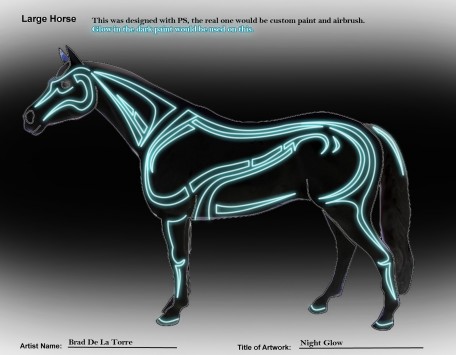 Large Horse
This was designed with PS, the real one would be custom paint and airbrush.
Glow in the dark paint would be used on this.
Artist Name: Brad De La Torre
Title of Artwork: Night Glow